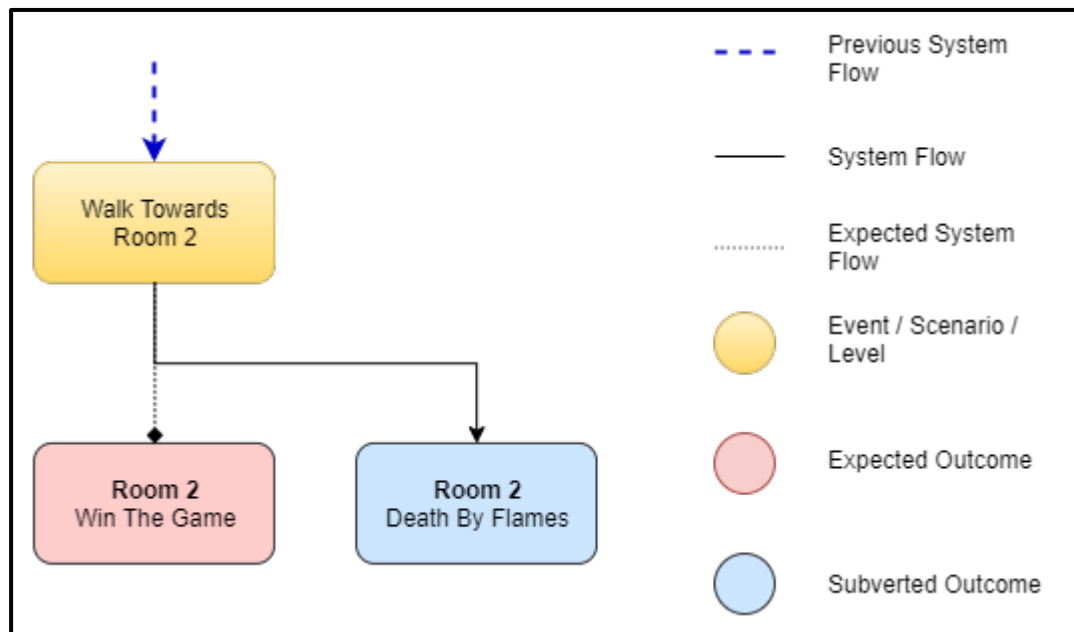 Walk Towards
Room 2
Room 2
Win The Game
Room 2
Death By Flames
Previous System
Flow
System Flow
Expected System
Flow
Event / Scenario /
Level
Expected Outcome
Subverted Outcome